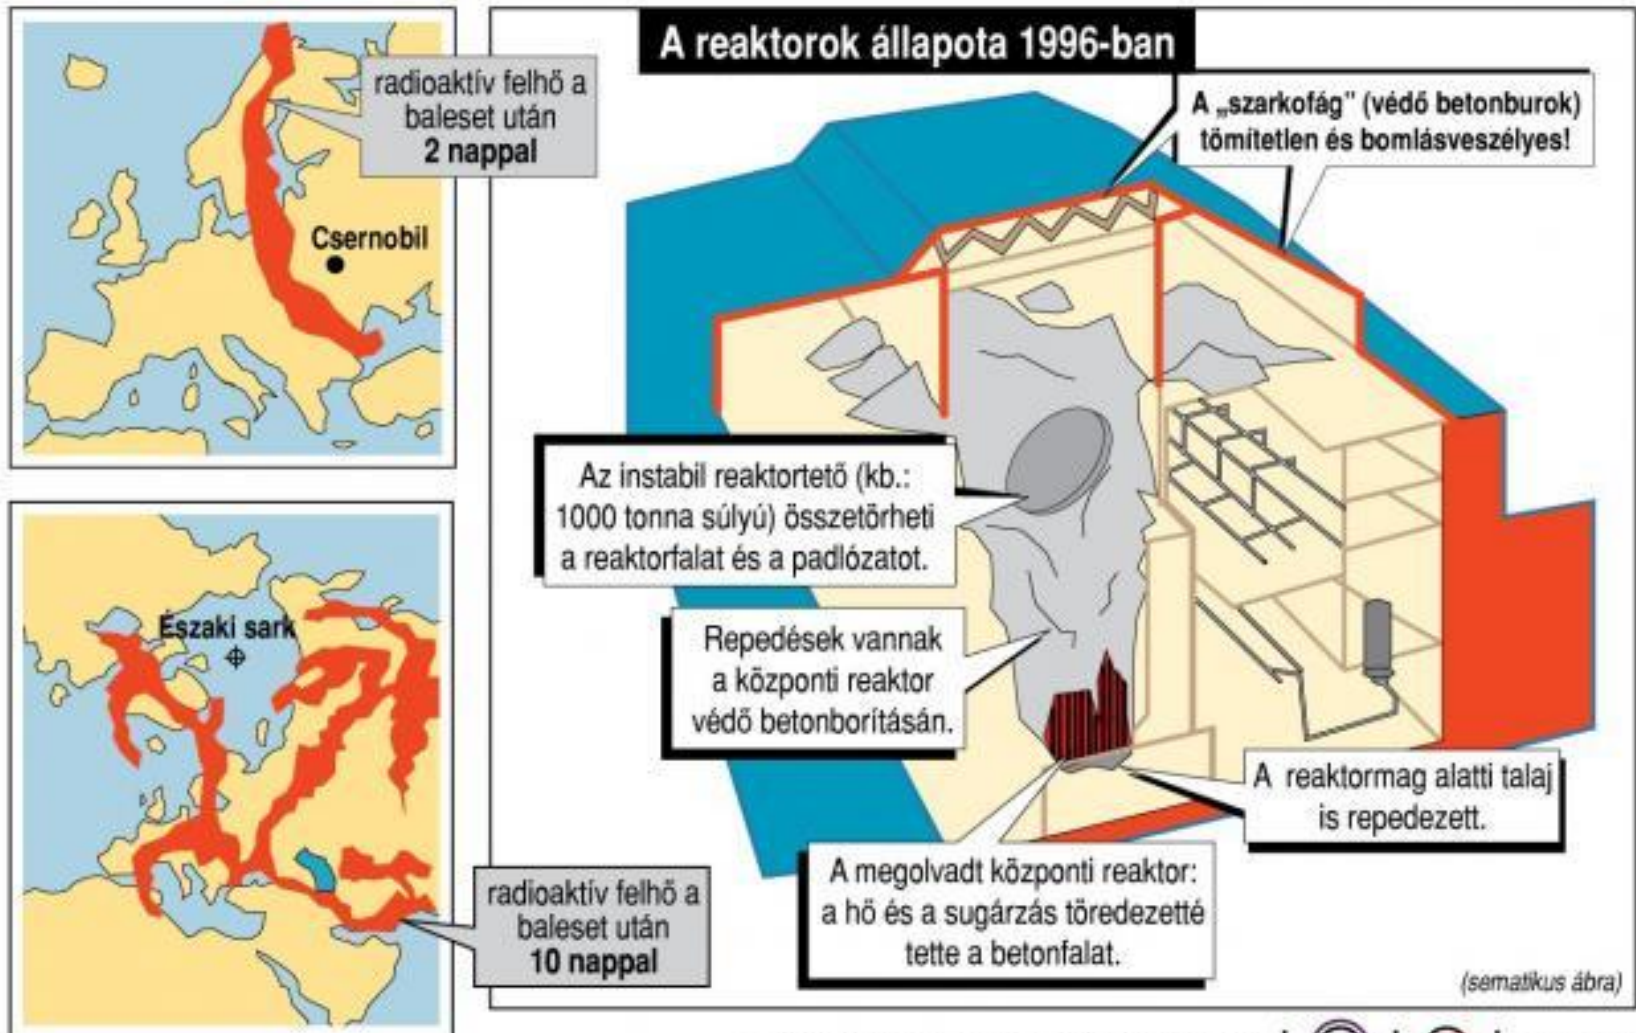 radioaktív felhő a
baleset után
2 nappal
Csernobil
Északi sark
radioaktív felhő a
baleset után
10 nappal
A reaktorok állapota 1996-ban
A „szarkofág” (védő betonburok)
tömítetlen és bomlásveszélyes!
Az instabil reaktortető (kb.:
1000 tonna súlyú) összetörheti
a reaktorfalat és a padlózatot.
Repedések vannak
a központi reaktor
védő betonborításán.
A reaktormag alatti talaj
is repedezett.
A megolvadt központi reaktor:
a hő és a sugárzás töredezetté
tette a betonfalat.
(sematikus ábra)